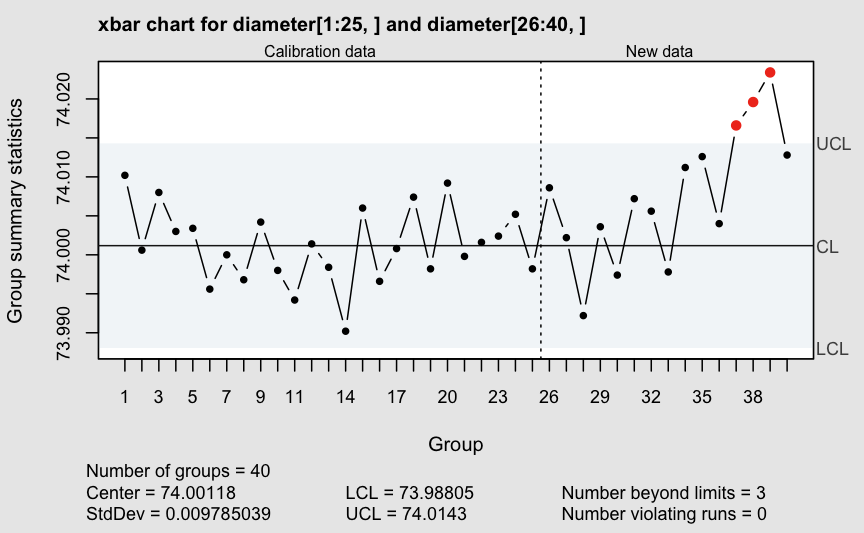 xbar chart for diameter[1:25, ] and diameter[26:40, ]
Calibration data New data
Group summary statistics
74.020
74.010
74.000
73.990
UCL
CL
LCL
1 3 5 7 9 11 14 17 20 23 26 29 32 35 38
Group
Number of groups = 40
Center = 74.00118 LCL = 73.98805 Number beyond limits = 3
StdDev = 0.009785039 UCL = 74.0143 Number violating runs = 0